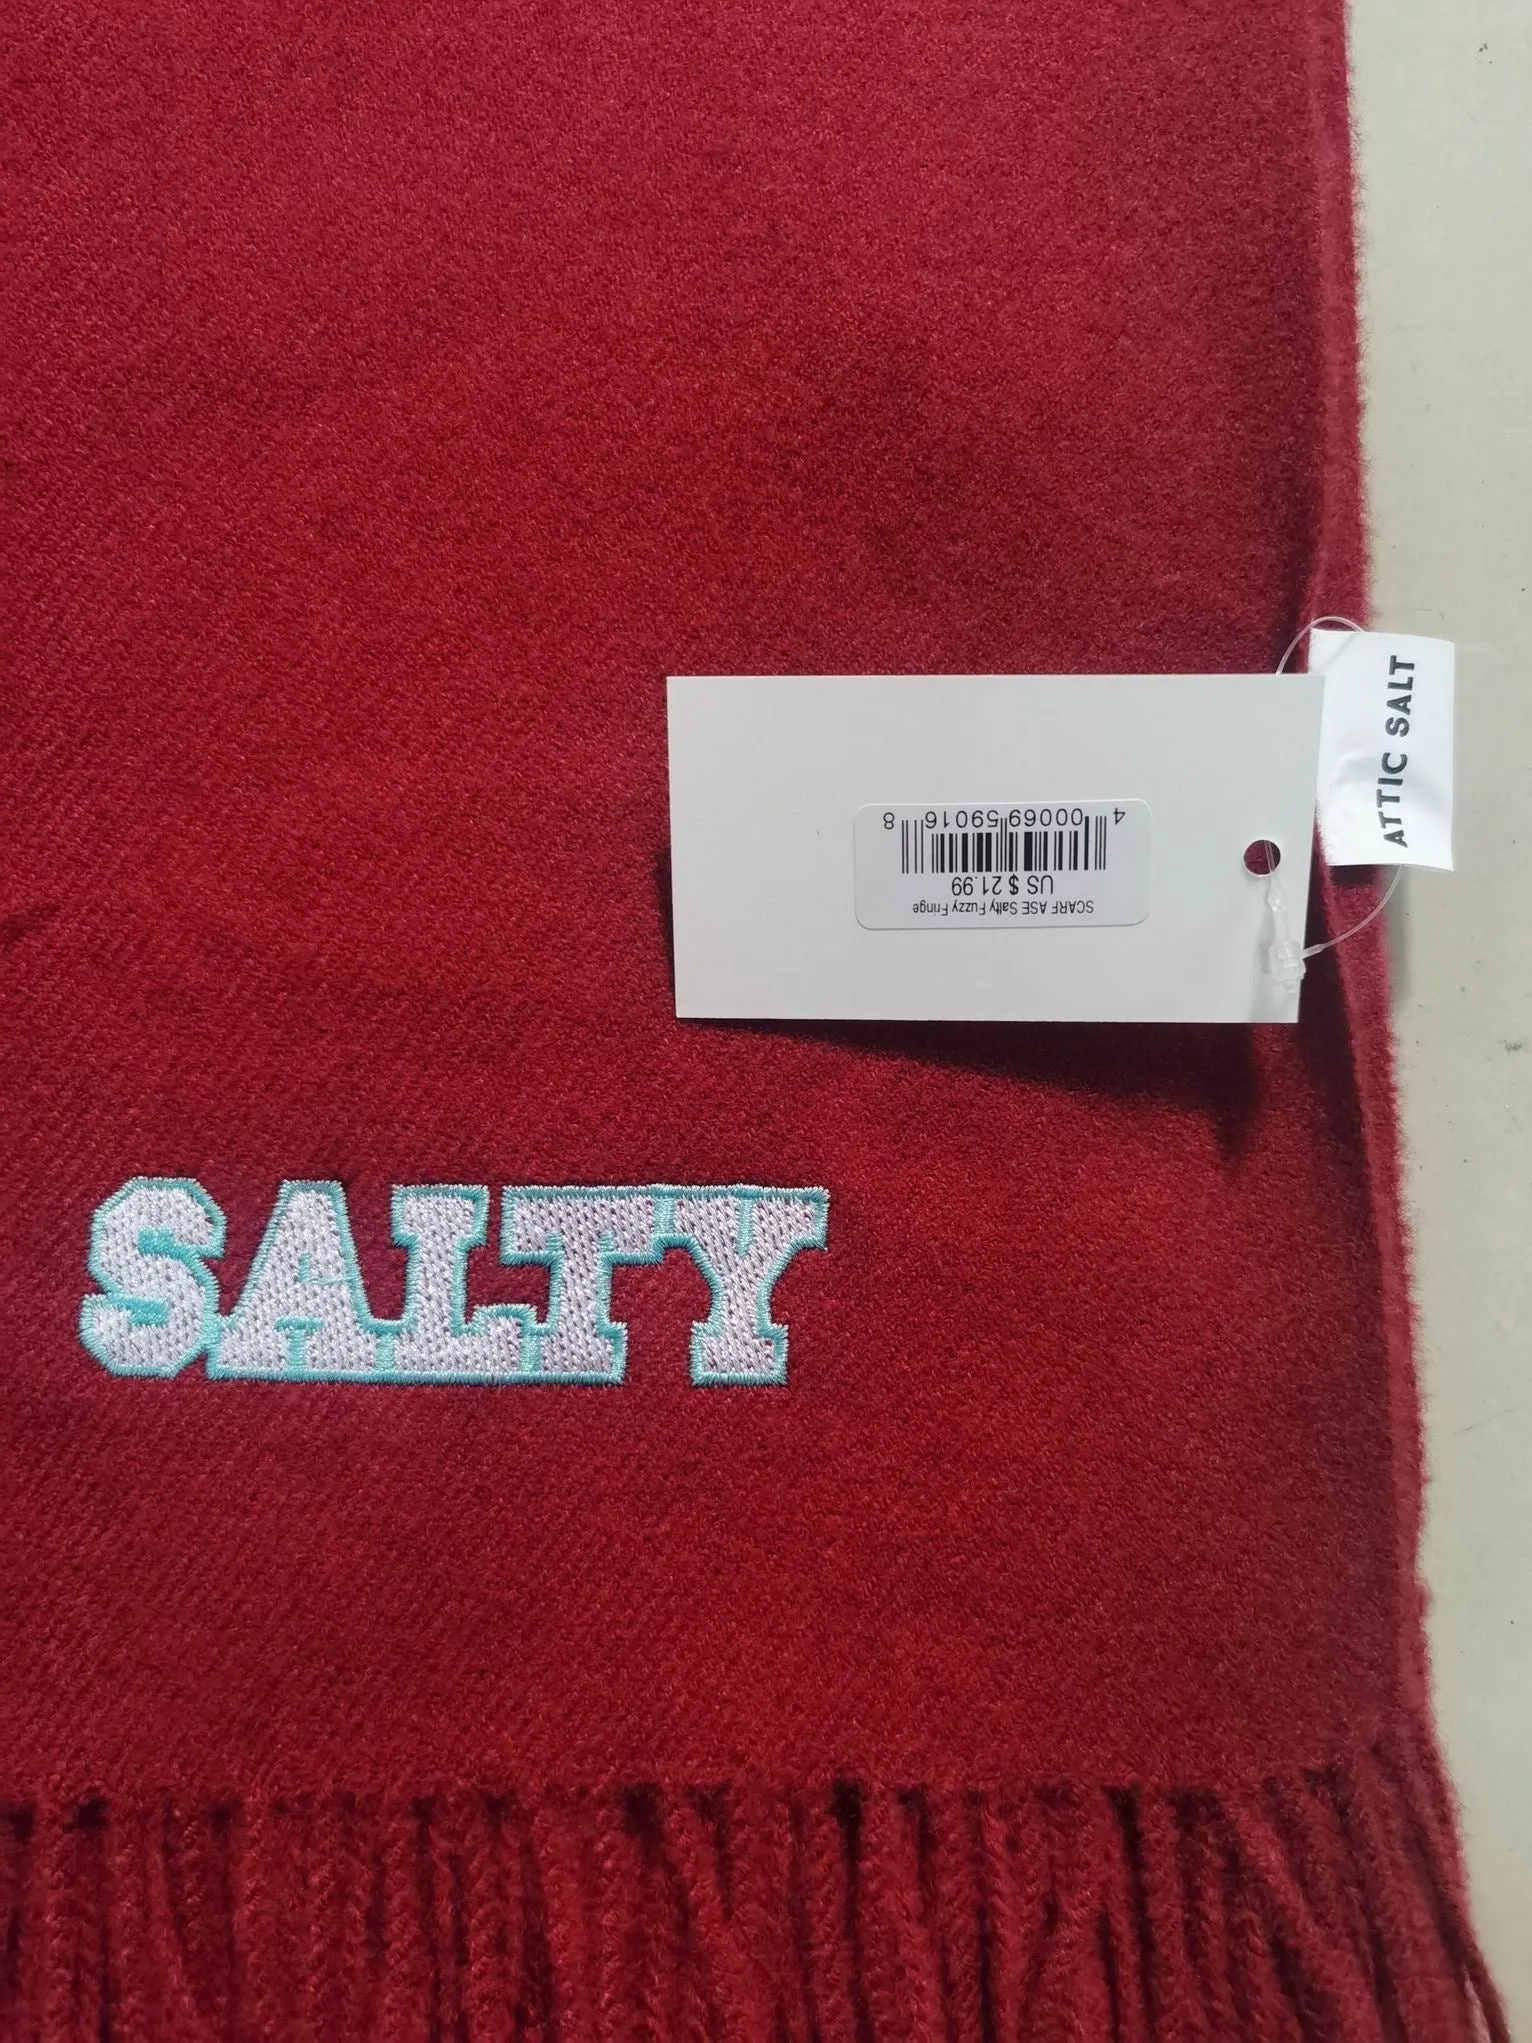 ATTIC SALT
SCARF ASE Salty Fuzzy Fringe
US $ 21.99
4 00069 59016 8
SALTY